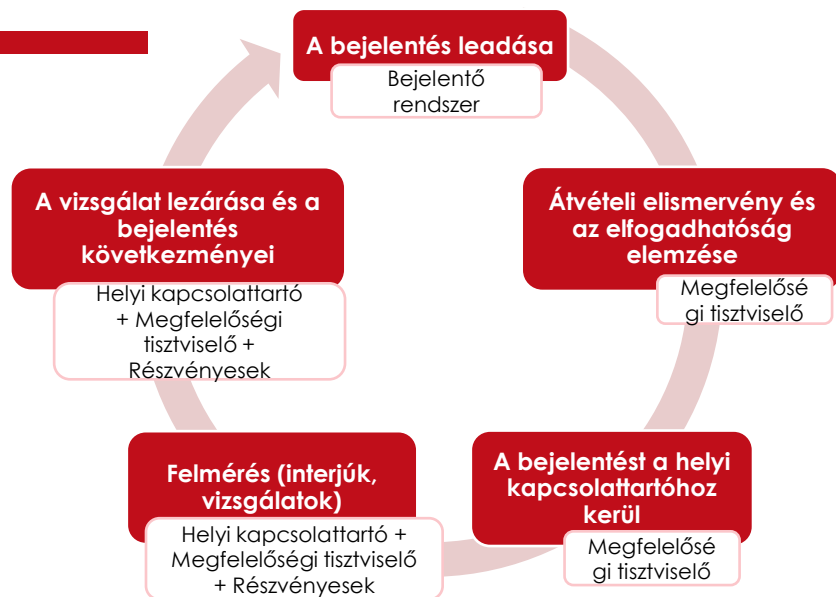 A bejelentés leadása
Bejelentő
rendszer
Átvételi elismervény és
az elfogadhatóság
elemzése
Megfelelősé
gi tisztviselő
A bejelentést a helyi
kapcsolattartóhoz
kerül
Megfelelősé
gi tisztviselő
Felmérés (interjúk,
vizsgálatok)
Helyi kapcsolattartó +
Megfelelőségi tisztviselő
+ Részvényesek
A vizsgálat lezárása és a
bejelentés
következményei
Helyi kapcsolattartó
+ Megfelelőségi
tisztviselő +
Részvényesek